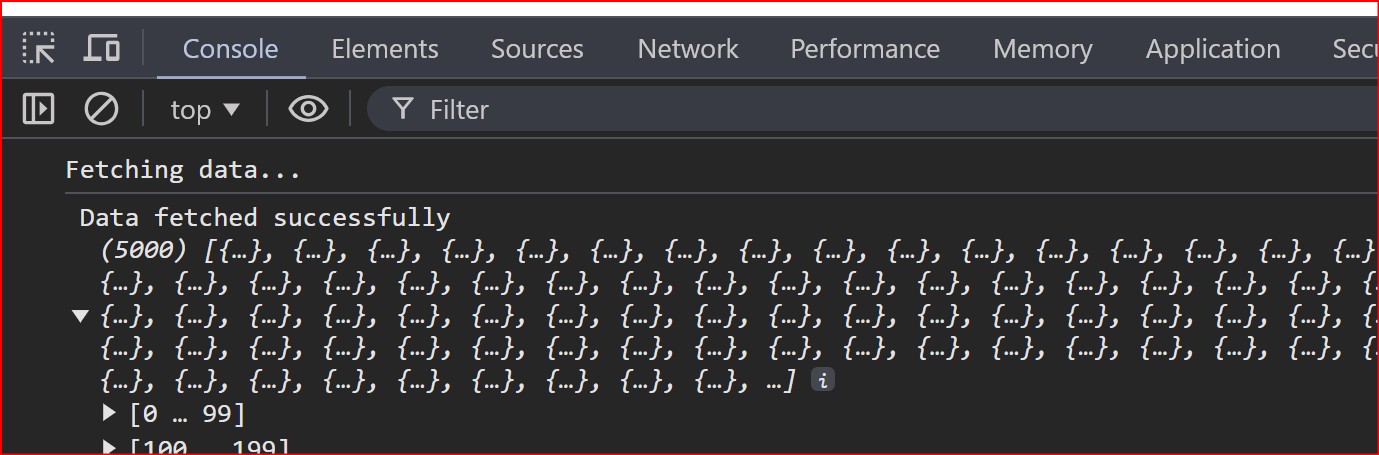 Console Elements Sources Network Performance Memory Application
top Filter
Fetching data...
Data fetched successfully
(5000) [{…}, {…}, {…}, {…}, {…}, {…}, {…}, {…}, {…}, {…}, {…}, {…}, {…}, {…}, {…}, {…}
{…}, {…}, {…}, {…}, {…}, {…}, {…}, {…}, {…}, {…}, {…}, {…}, {…}, {…}, {…}, {…}, {…},
{…}, {…}, {…}, {…}, {…}, {…}, {…}, {…}, {…}, {…}, {…}, {…}, {…}, {…}, {…}, {…}, {…},
{…}, {…}, {…}, {…}, {…}, {…}, {…}, {…}, {…}, {…}, {…}, {…}, {…}, {…}, {…}, {…}, {…},
{…}, {…}, {…}, {…}, {…}, {…}, {…}, {…}, {…}, …] i
[0 … 99]
[100 … 199]